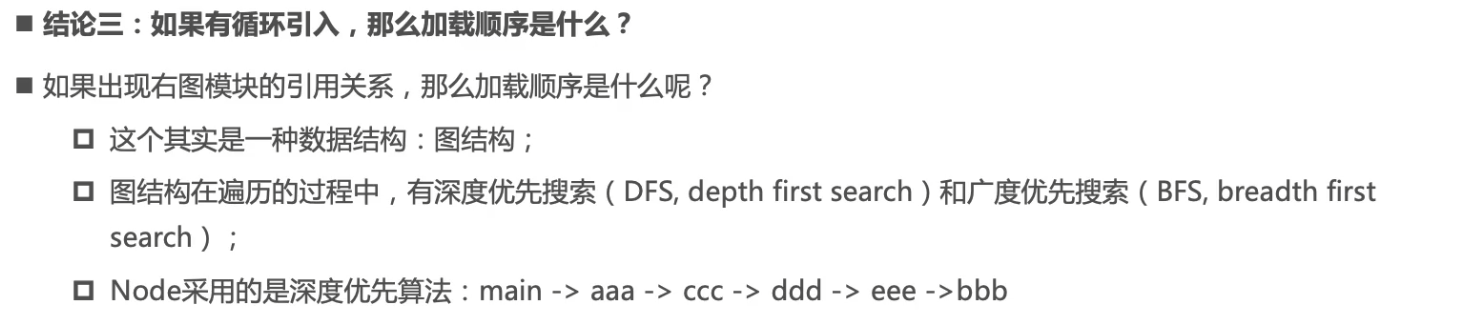 ■ 结论三：如果有循环引入，那么加载顺序是什么？
■ 如果出现右图模块的引用关系，那么加载顺序是什么呢？
这个其实是一种数据结构：图结构；
图结构在遍历的过程中，有深度优先搜索（DFS, depth first search）和广度优先搜索（BFS, breadth first
search）；
Node采用的是深度优先算法：main -> aaa -> ccc -> ddd -> eee ->bbb